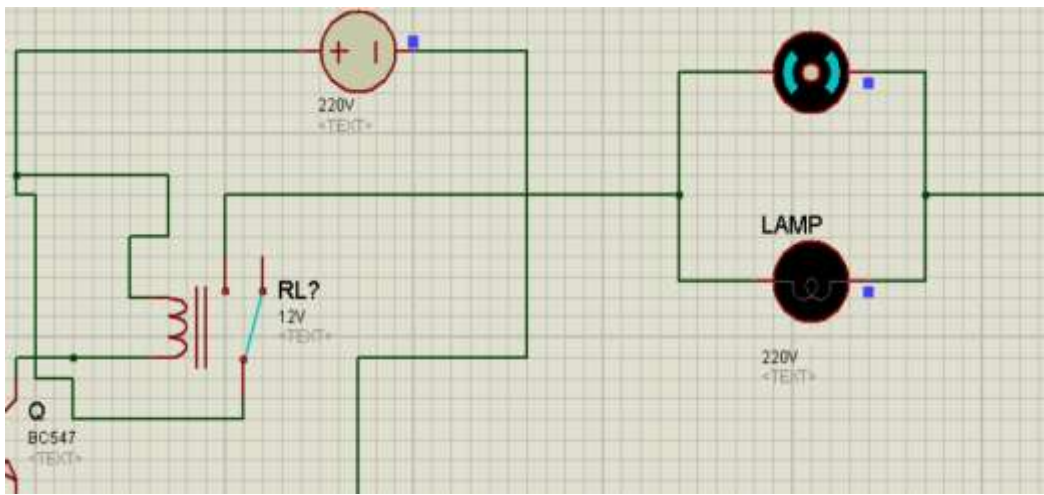 220V
<TEXT>
LAMP
RL?
12V
<TEXT>
220V
<TEXT>
Q
BC547
<TEXT>